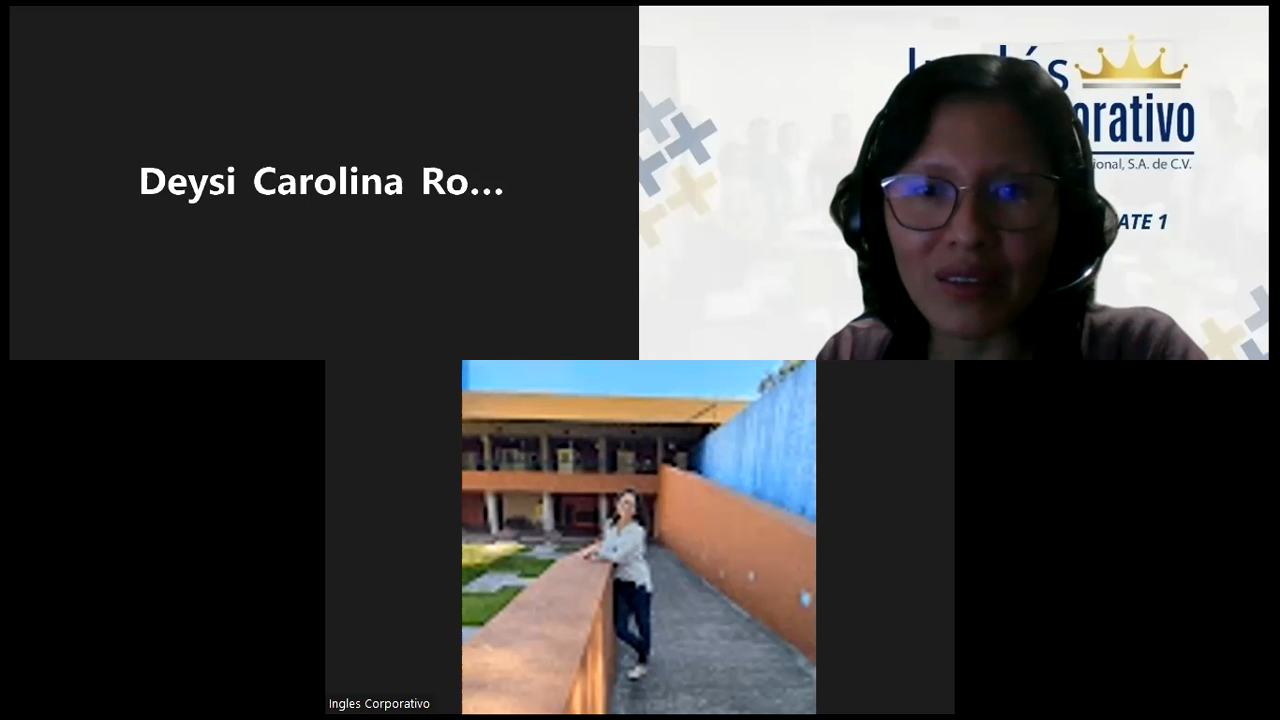 Deysi Carolina Ro...
orativo
ional, S.A. de C.V.
ATE 1
Ingles Corporativo